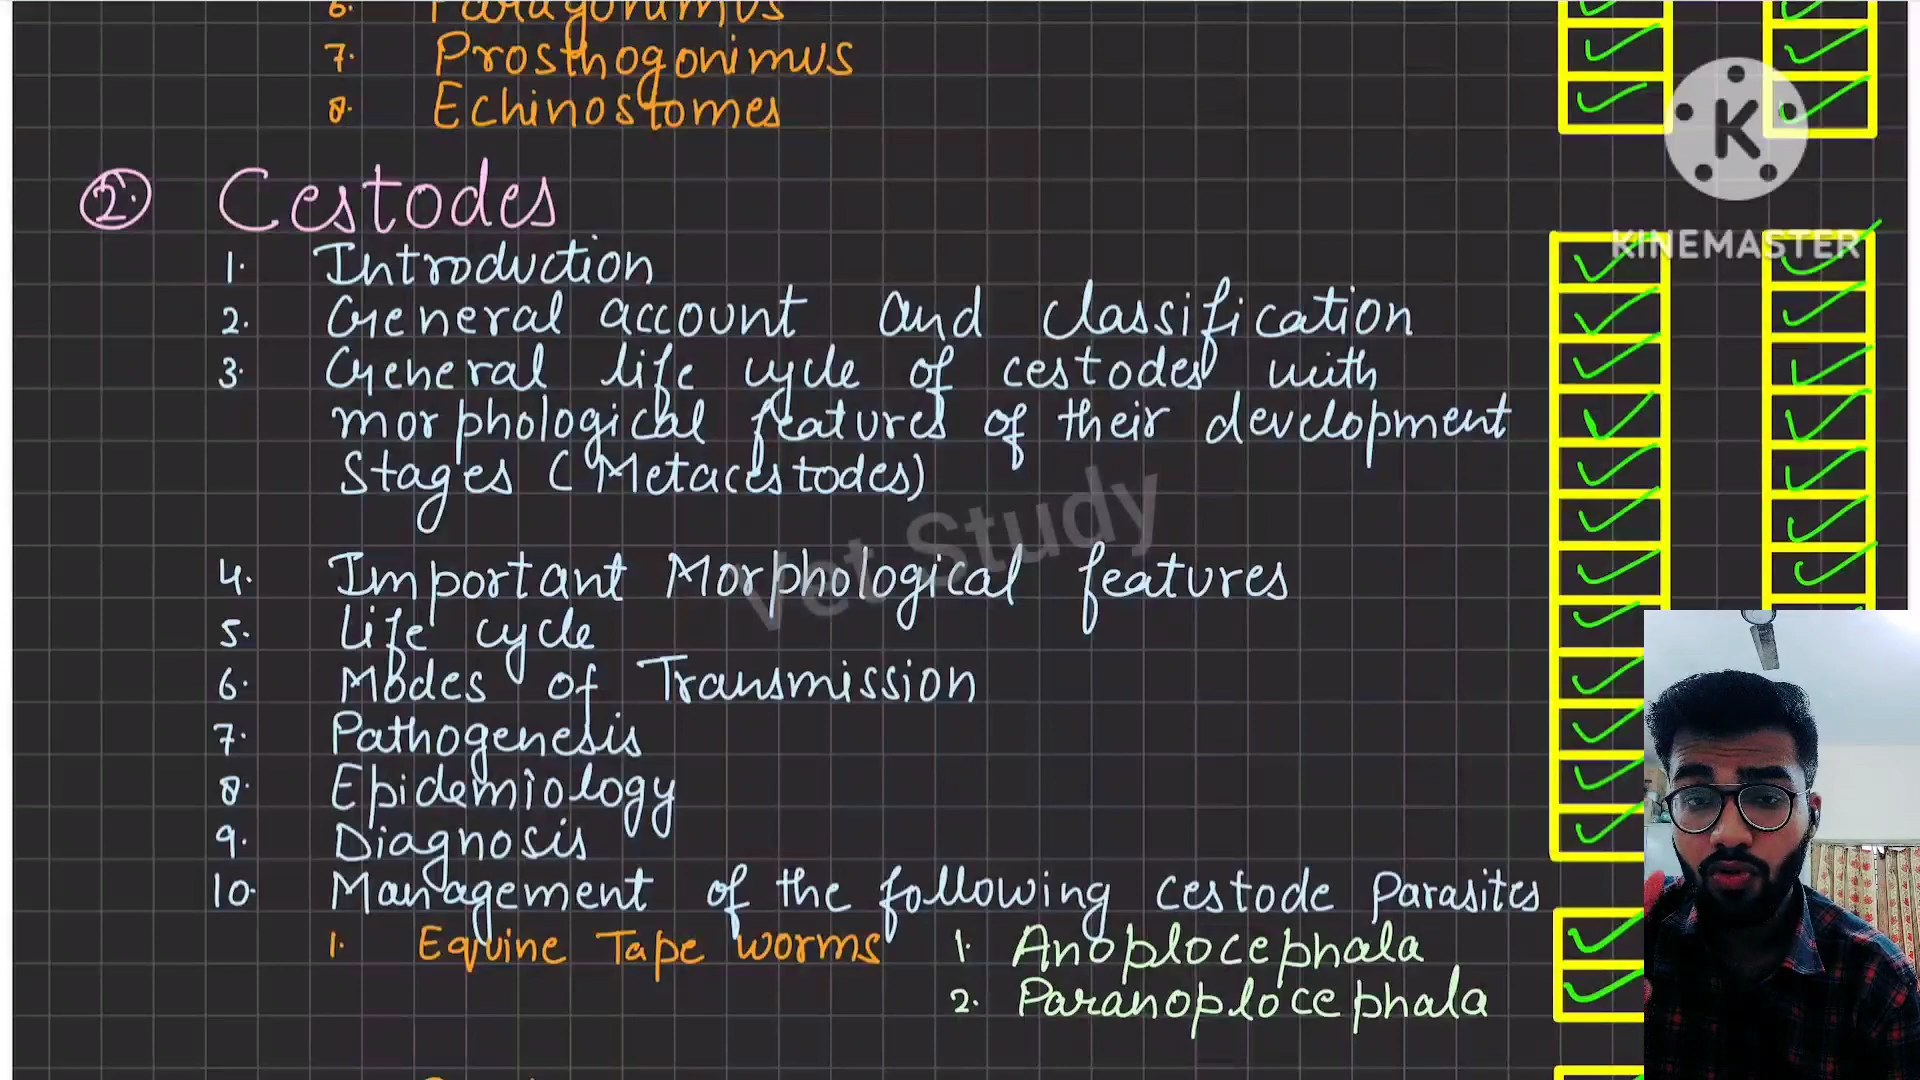 6. Paragonimus
7. Prosthogonimus
8. Echinostomes
2. Cestodes
1. Introduction
2. General account and classification
3. General life cycle of cestodes with
morphological features of their development
Stages (Metacestodes)
4. Important Morphological features
5. Life cycle
6. Modes of Transmission
7. Pathogenesis
8. Epidemiology
9. Diagnosis
10. Management of the following cestode Parasites
1. Equine Tape worms 1. Anoplocephala
2. Paranoplocephala
K
KINEMASTER
Vet Study